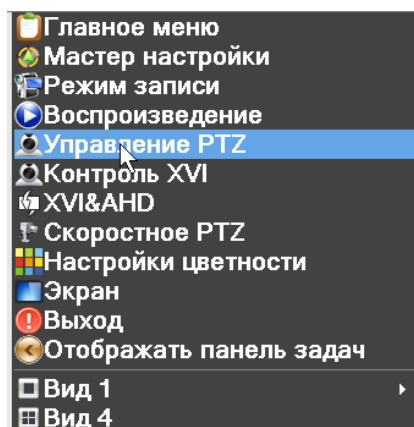 Главное меню
Мастер настройки
Режим записи
Воспроизведение
Управление PTZ
Контроль XVI
XVI&AHD
Скоростное PTZ
Настройки цветности
Экран
Выход
Отображать панель задач
Вид 1
Вид 4